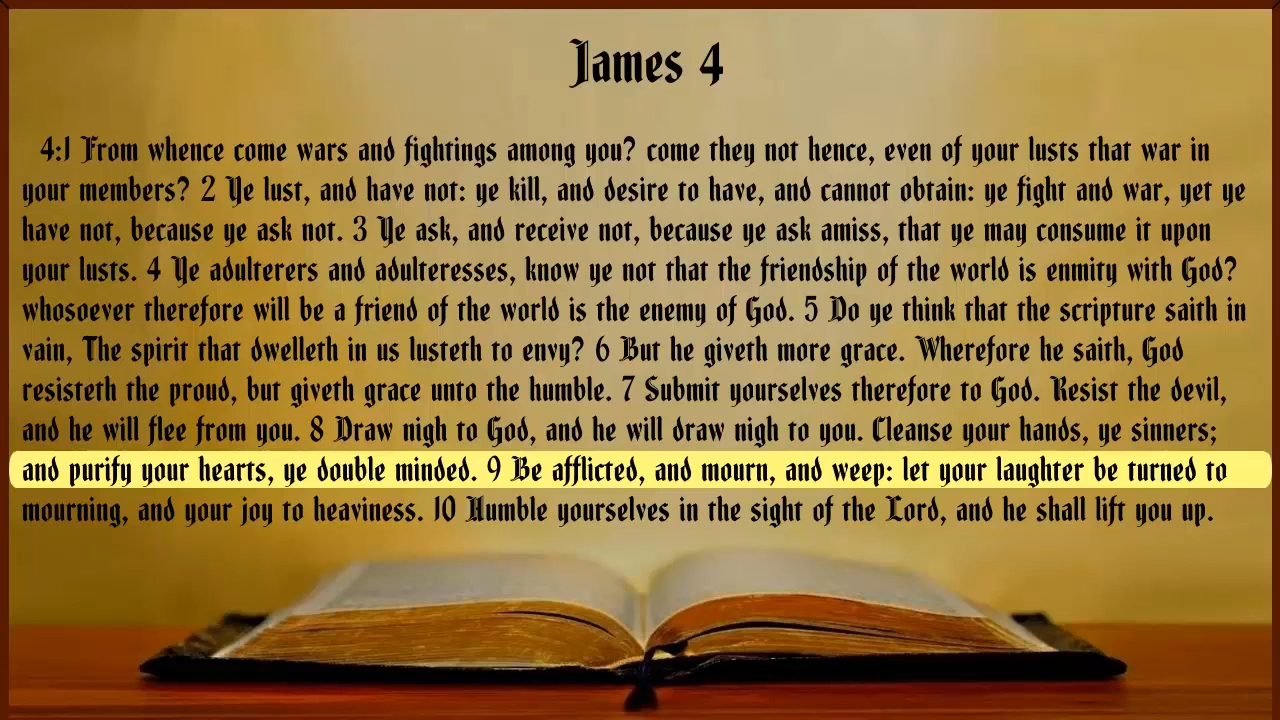 James 4
4:1 From whence come wars and fightings among you? come they not hence, even of your lusts that war in
your members? 2 Ye lust, and have not: ye kill, and desire to have, and cannot obtain: ye fight and war, yet ye
have not, because ye ask not. 3 Ye ask, and receive not, because ye ask amiss, that ye may consume it upon
your lusts. 4 Ye adulterers and adulteresses, know ye not that the friendship of the world is enmity with God?
whosoever therefore will be a friend of the world is the enemy of God. 5 Do ye think that the scripture saith in
vain, The spirit that dwelleth in us lusteth to envy? 6 But he giveth more grace. Wherefore he saith, God
resisteth the proud, but giveth grace unto the humble. 7 Submit yourselves therefore to God. Resist the devil,
and he will flee from you. 8 Draw nigh to God, and he will draw nigh to you. Cleanse your hands, ye sinners;
and purify your hearts, ye double minded. 9 Be afflicted, and mourn, and weep: let your laughter be turned to
mourning, and your joy to heaviness. 10 Humble yourselves in the sight of the Lord, and he shall lift you up.